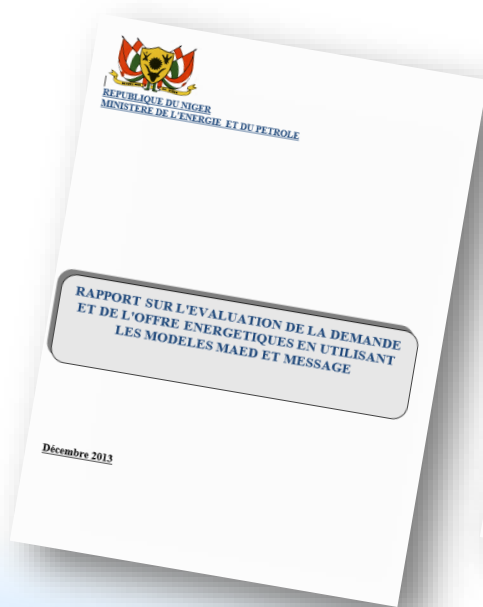 REPUBLIQUE DU NIGER
MINISTERE DE L'ENERGIE ET DU PETROLE
RAPPORT SUR L'EVALUATION DE LA DEMANDE
ET DE L'OFFRE ENERGETIQUES EN UTILISANT
LES MODELES MAED ET MESSAGE
Décembre 2013